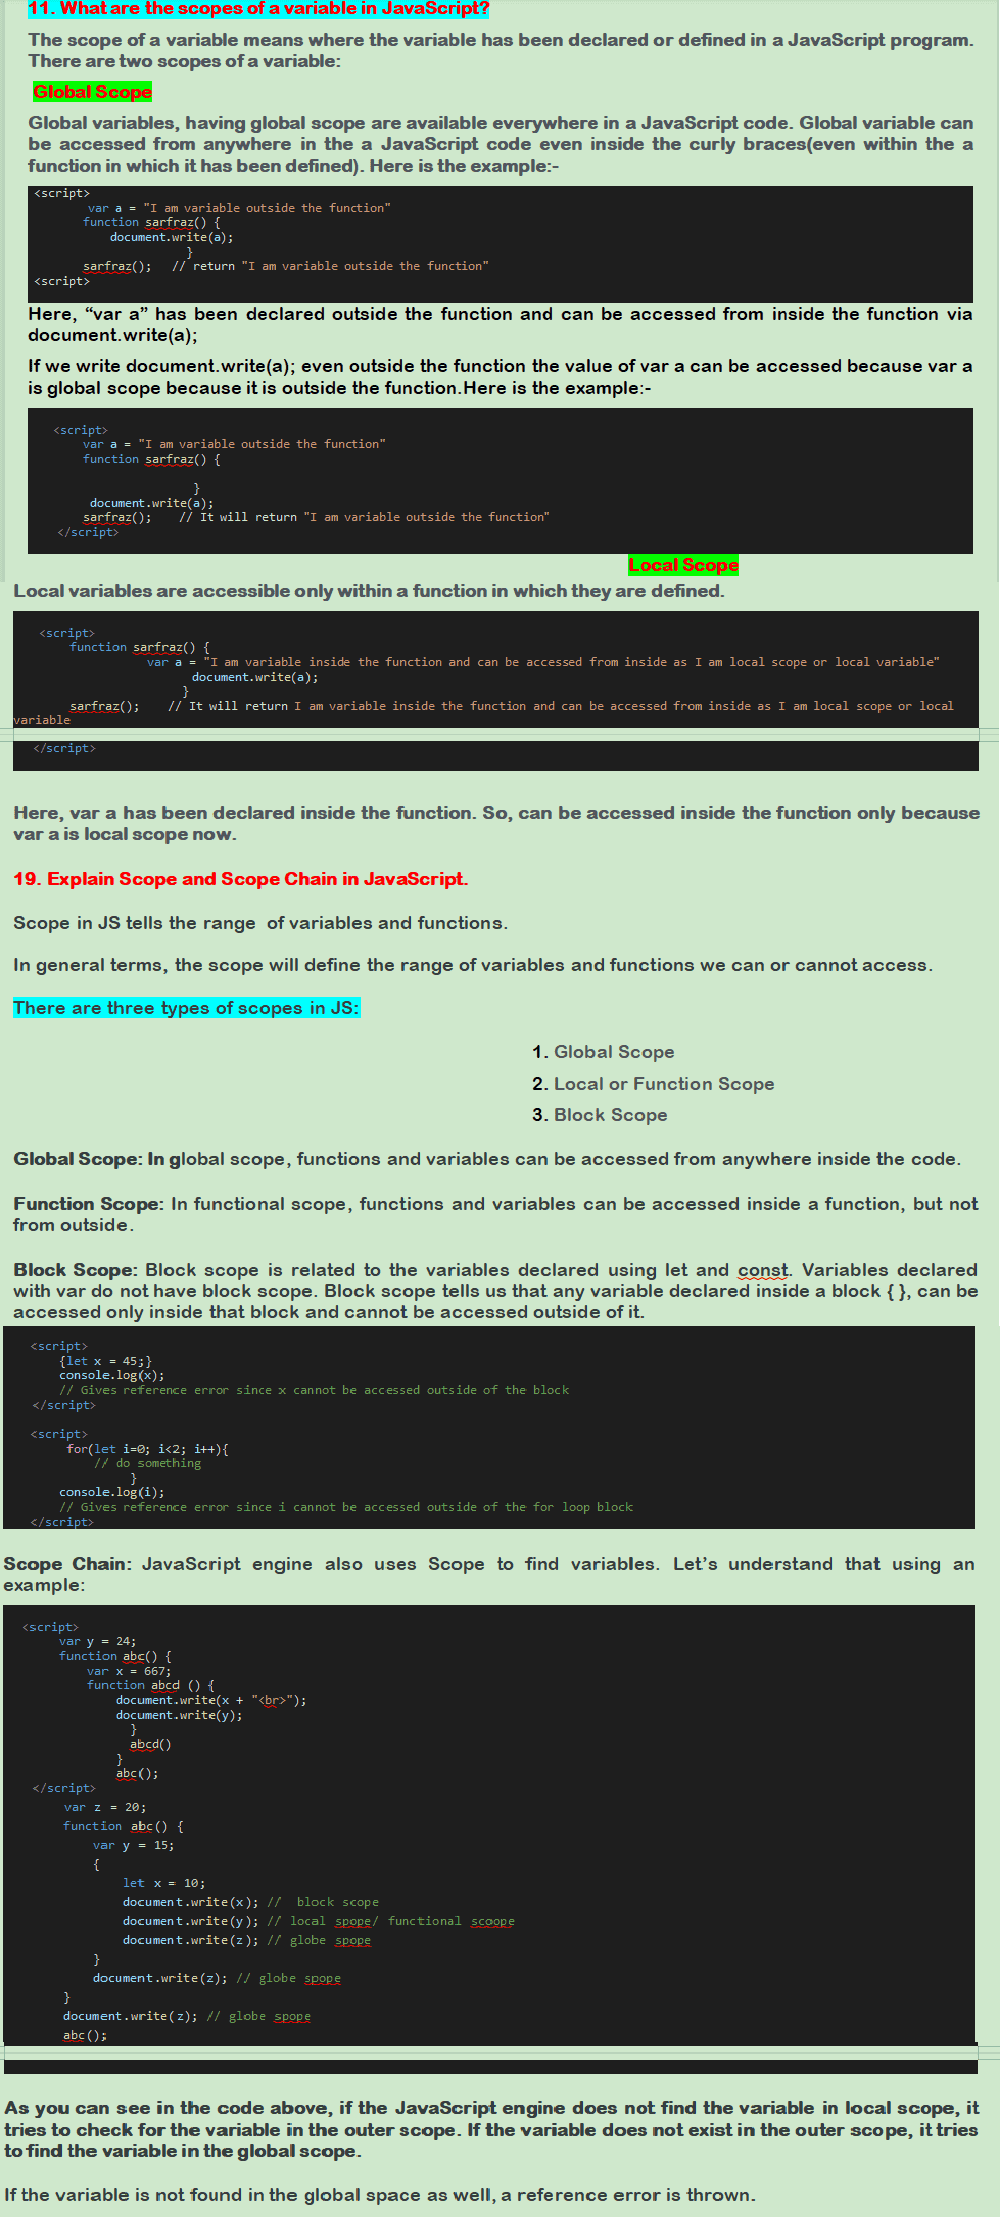 11. What are the scopes of a variable in JavaScript?
The scope of a variable means where the variable has been declared or defined in a JavaScript program.
There are two scopes of a variable:
Global Scope
Global variables, having global scope are available everywhere in a JavaScript code. Global variable can
be accessed from anywhere in the a JavaScript code even inside the curly braces(even within the a
function in which it has been defined). Here is the example:-
<script>
var a = "I am variable outside the function"
function sarfraz() {
document.write(a);
}
sarfraz(); // return "I am variable outside the function"
<script>
Here, “var a” has been declared outside the function and can be accessed from inside the function via
document.write(a);
If we write document.write(a); even outside the function the value of var a can be accessed because var a
is global scope because it is outside the function.Here is the example:-
<script>
var a = "I am variable outside the function"
function sarfraz() {
}
document.write(a);
sarfraz(); // It will return "I am variable outside the function"
</script>
Local Scope
Local variables are accessible only within a function in which they are defined.
<script>
function sarfraz() {
var a = "I am variable inside the function and can be accessed from inside as I am local scope or local variable"
document.write(a);
}
sarfraz(); // It will return I am variable inside the function and can be accessed from inside as I am local scope or local
variable
</script>
Here, var a has been declared inside the function. So, can be accessed inside the function only because
var a is local scope now.
19. Explain Scope and Scope Chain in JavaScript.
Scope in JS tells the range of variables and functions.
In general terms, the scope will define the range of variables and functions we can or cannot access.
There are three types of scopes in JS:
1. Global Scope
2. Local or Function Scope
3. Block Scope
Global Scope: In global scope, functions and variables can be accessed from anywhere inside the code.
Function Scope: In functional scope, functions and variables can be accessed inside a function, but not
from outside.
Block Scope: Block scope is related to the variables declared using let and const. Variables declared
with var do not have block scope. Block scope tells us that any variable declared inside a block { }, can be
accessed only inside that block and cannot be accessed outside of it.
<script>
{let x = 45;}
console.log(x);
// Gives reference error since x cannot be accessed outside of the block
</script>
<script>
for(let i=0; i<2; i++){
// do something
}
console.log(i);
// Gives reference error since i cannot be accessed outside of the for loop block
</script>
Scope Chain: JavaScript engine also uses Scope to find variables. Let’s understand that using an
example:
<script>
var y = 24;
function abc() {
var x = 667;
function abcd () {
document.write(x + "<br>");
document.write(y);
}
abcd()
}
abc();
</script>
var z = 20;
function abc() {
var y = 15;
{
let x = 10;
document.write(x); // block scope
document.write(y); // local spope/ functional scoope
document.write(z); // globe spope
}
document.write(z); // globe spope
}
document.write(z); // globe spope
abc();
As you can see in the code above, if the JavaScript engine does not find the variable in local scope, it
tries to check for the variable in the outer scope. If the variable does not exist in the outer scope, it tries
to find the variable in the global scope.
If the variable is not found in the global space as well, a reference error is thrown.